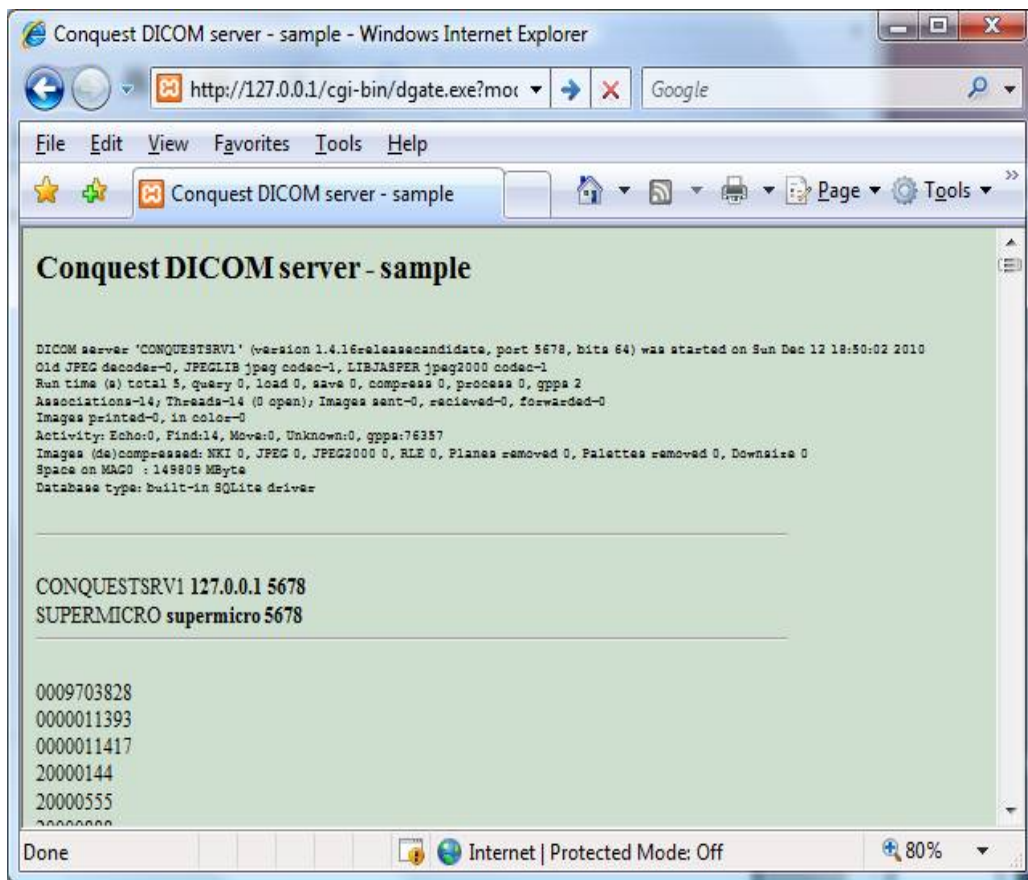 Conquest DICOM server - sample - Windows Internet Explorer
http://127.0.0.1/cgi-bin/dgate.exe?moc
Google
File Edit View Favorites Tools Help
Conquest DICOM server - sample
Page Tools
Conquest DICOM server - sample
DICOM server 'CONQUESTSRV1' (version 1.4.16releasecandidate, port 5678, bits 64) was started on Sun Dec 12 18:50:02 2010
Old JPEG decoder=0, JPEGLIB jpeg codec=1, LIBJASPER jpeg2000 codec=1
Run time (s) total 5, query 0, load 0, save 0, compress 0, process 0, gpps 2
Associations=14; Threads=14 (0 open); Images sent=0, recieved=0, forwarded=0
Images printed=0, in color=0
Activity: Echo:0, Find:14, Move:0, Unknown:0, gpps:76357
Images (de)compressed: NKI 0, JPEG 0, JPEG2000 0, RLE 0, Planes removed 0, Palettes removed 0, Downsize 0
Space on MAG0 : 149809 MByte
Database type: built-in SQLite driver
CONQUESTSRV1 127.0.0.1 5678
SUPERMICRO supermicro 5678
0009703828
0000011393
0000011417
20000144
20000555
Done
Internet | Protected Mode: Off
80%